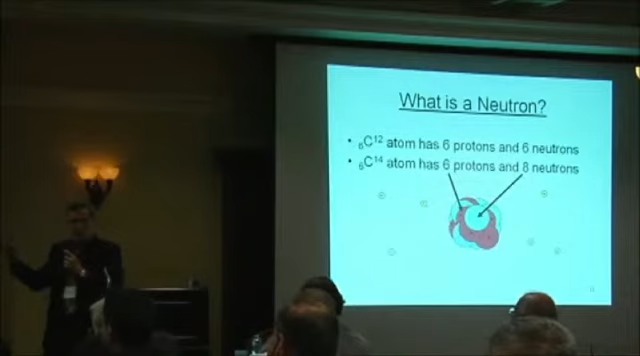 What is a Neutron?
• ₆C¹² atom has 6 protons and 6 neutrons
• ₆C¹⁴ atom has 6 protons and 8 neutrons